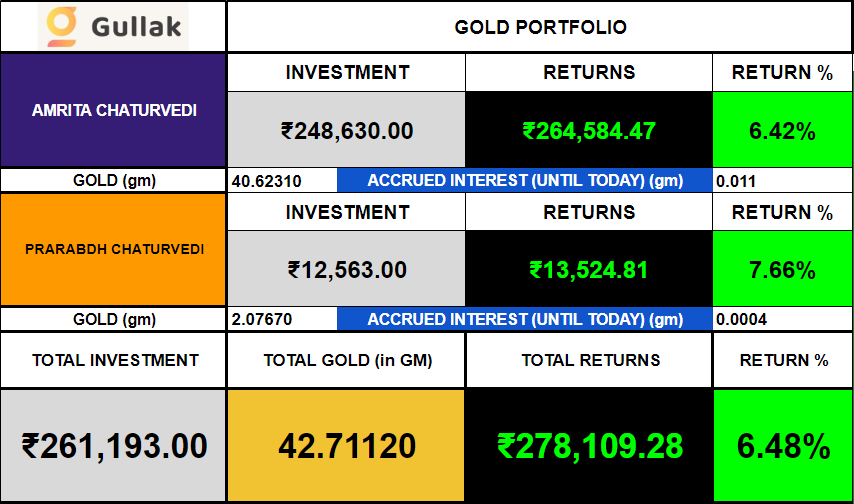 Gullak
GOLD PORTFOLIO
AMRITA CHATURVEDI
INVESTMENT
RETURNS
RETURN %
₹248,630.00
₹264,584.47
6.42%
GOLD (gm)
40.62310
ACCRUED INTEREST (UNTIL TODAY) (gm)
0.011
PRARABDH CHATURVEDI
INVESTMENT
RETURNS
RETURN %
₹12,563.00
₹13,524.81
7.66%
GOLD (gm)
2.07670
ACCRUED INTEREST (UNTIL TODAY) (gm)
0.0004
TOTAL INVESTMENT
TOTAL GOLD (in GM)
TOTAL RETURNS
RETURN %
₹261,193.00
42.71120
₹278,109.28
6.48%